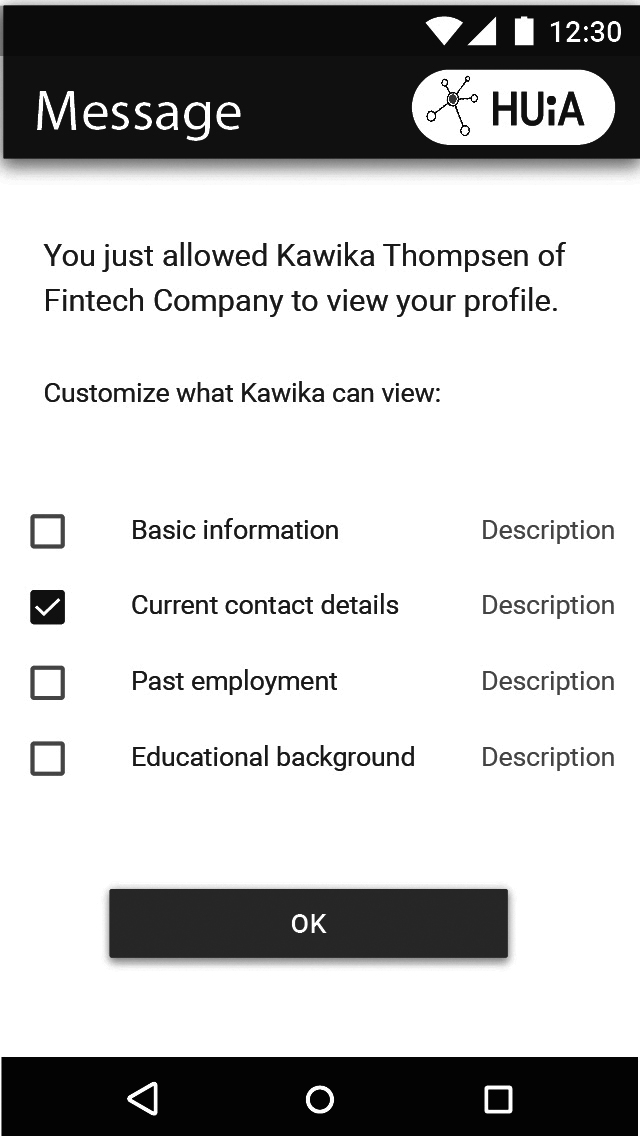 12:30
Message
HUiA
You just allowed Kawika Thompsen of
Fintech Company to view your profile.
Customize what Kawika can view:
Basic information Description
Current contact details Description
Past employment Description
Educational background Description
OK